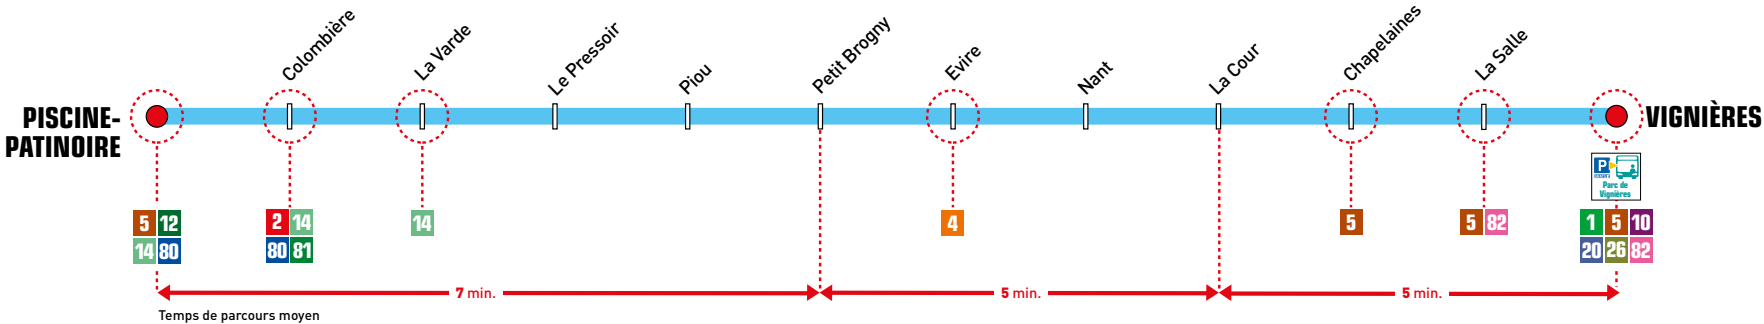 Colombière
La Varde
Le Pressoir
Piou
Petit Brogny
Evire
Nant
La Cour
Chapelaines
La Salle
PISCINE-
PATINOIRE
VIGNIÈRES
P
Parc de
Vignières
5 12
14 80
2 14
80 81
14
4
5
5 82
1 5 10
20 26 82
7 min.
5 min.
5 min.
Temps de parcours moyen